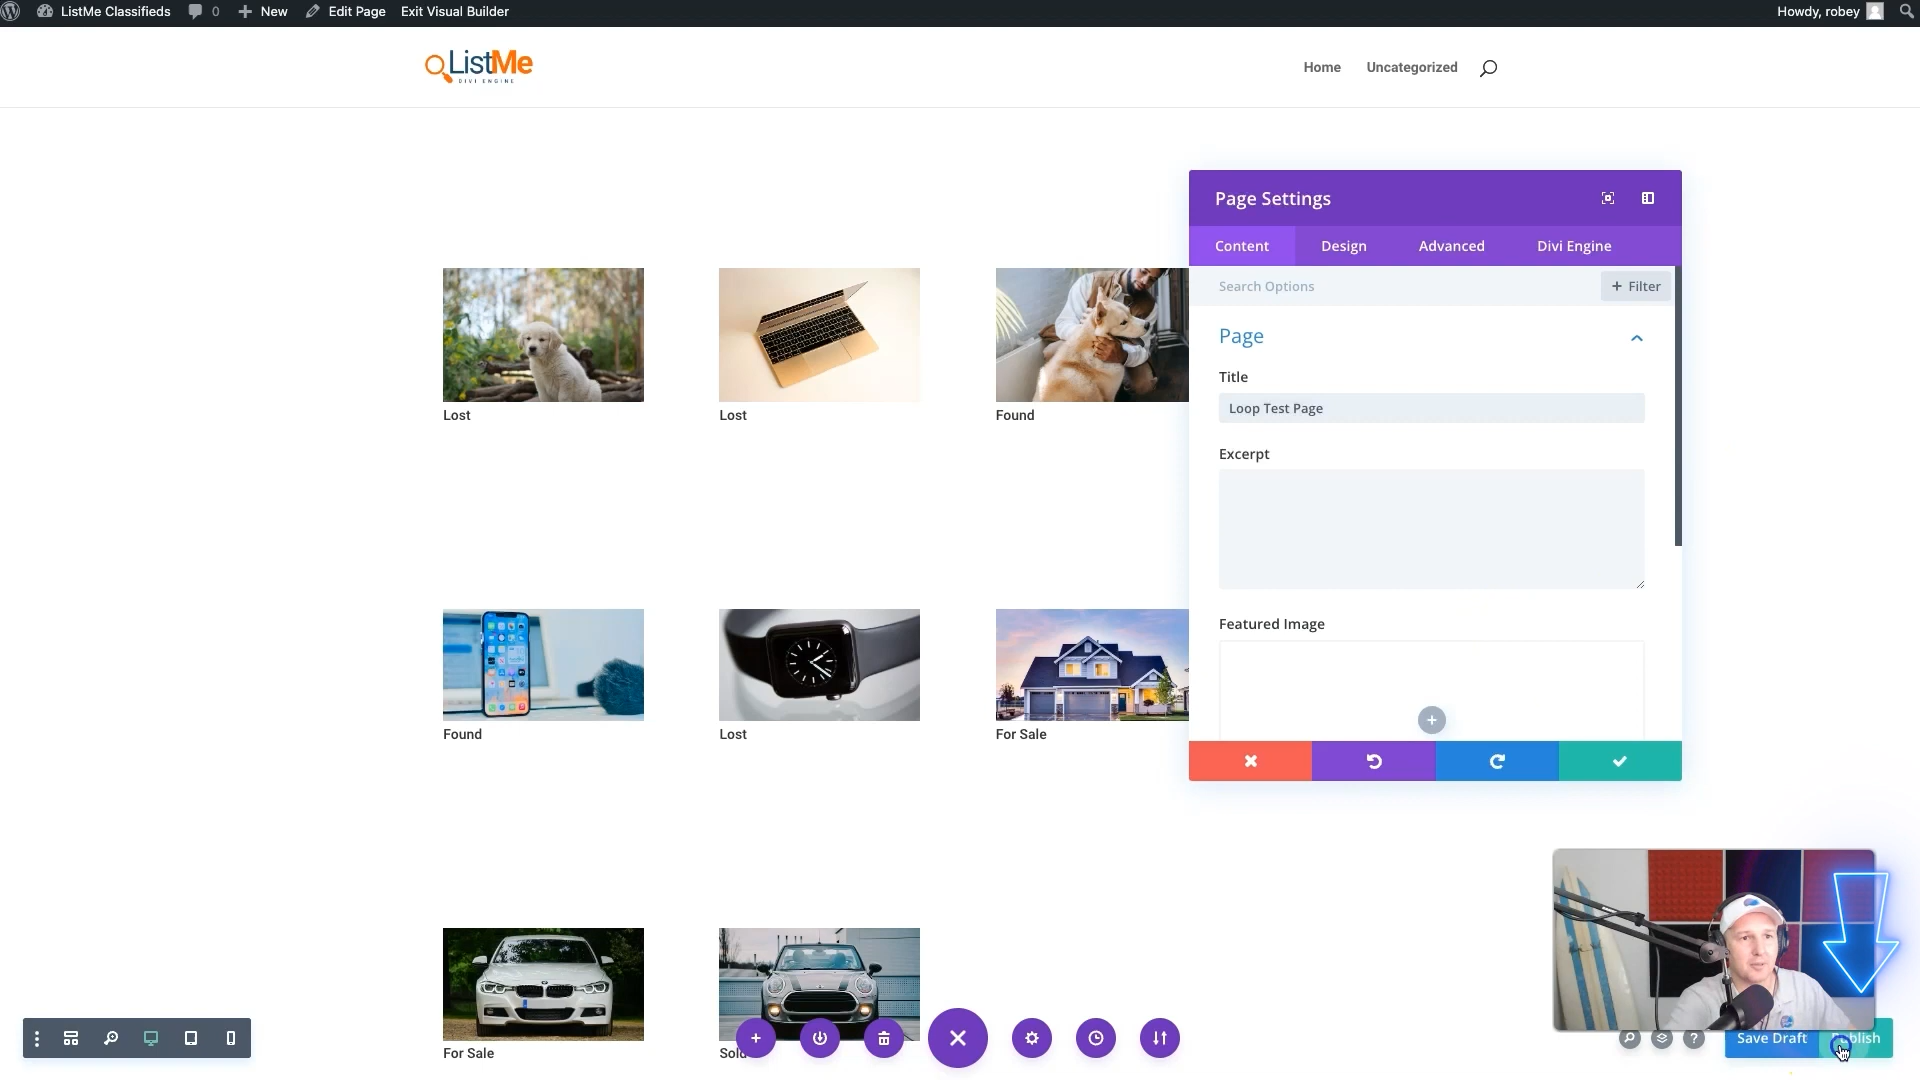 ListMe Classifieds 0 New Edit Page Exit Visual Builder Howdy, robey
ListMe
DIVI ENGINE
Home Uncategorized
Page Settings
Content Design Advanced Divi Engine
Search Options + Filter
Page
Title
Loop Test Page
Excerpt
Featured Image
Lost Lost Found
Found Lost For Sale
For Sale Sold
Save Draft